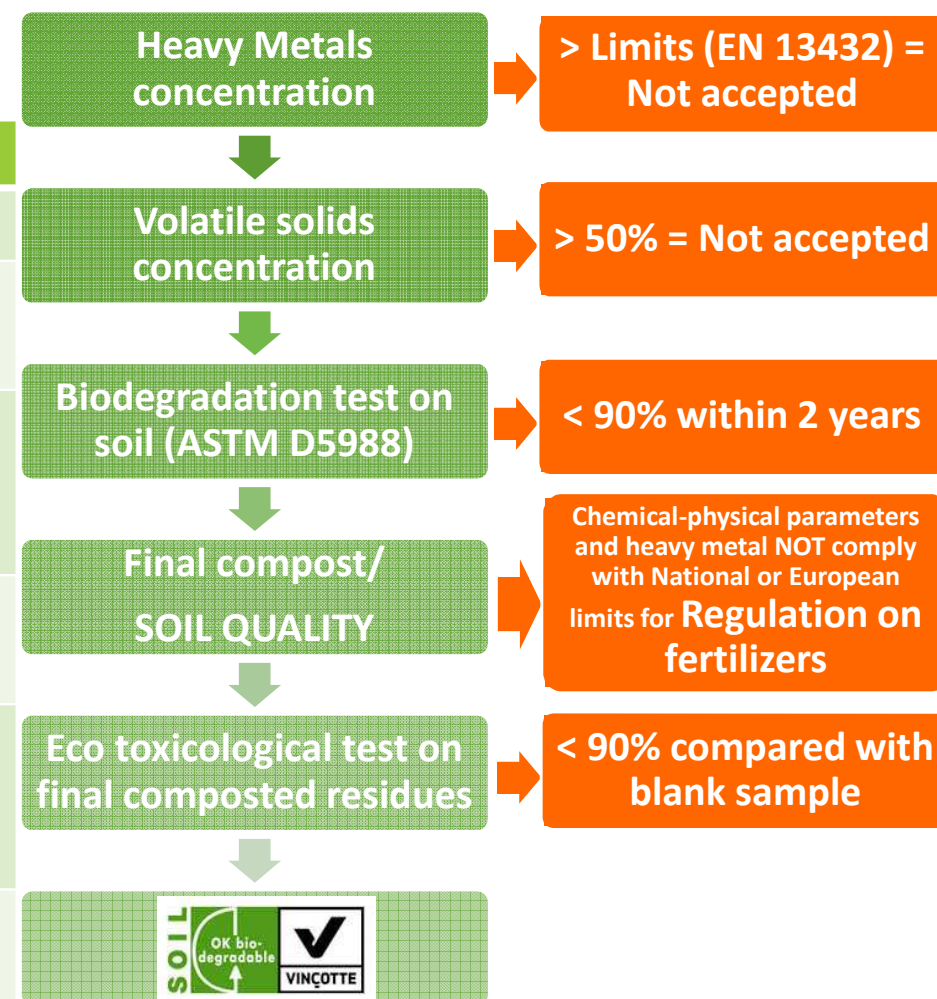 Heavy Metals
concentration
> Limits (EN 13432) =
Not accepted
Volatile solids
concentration
> 50% = Not accepted
Biodegradation test on
soil (ASTM D5988)
< 90% within 2 years
Final compost/
SOIL QUALITY
Chemical-physical parameters
and heavy metal NOT comply
with National or European
limits for Regulation on
fertilizers
Eco toxicological test on
final composted residues
< 90% compared with
blank sample
SOIL
OK bio-
degradable
VINÇOTTE